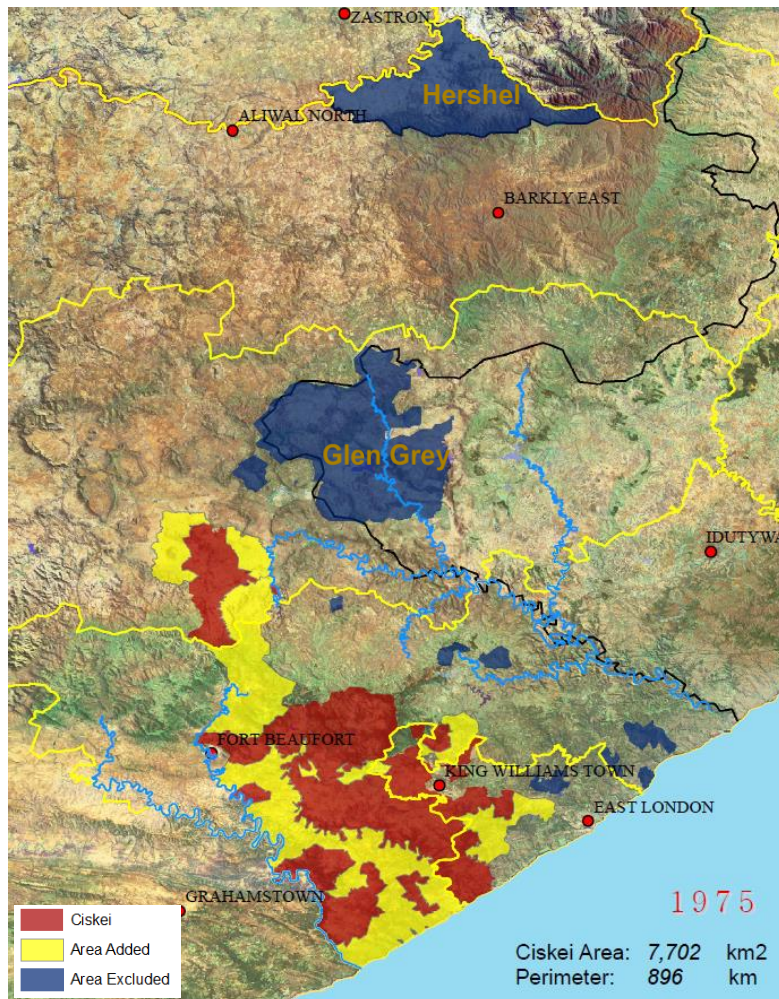 ZASTRON
Hershel
ALIWAL NORTH
BARKLY EAST
Glen Grey
IDUTYWA
FORT BEAUFORT
KING WILLIAMS TOWN
EAST LONDON
GRAHAMSTOWN
1975
Ciskei
Area Added
Area Excluded
Ciskei Area: 7,702 km2
Perimeter: 896 km